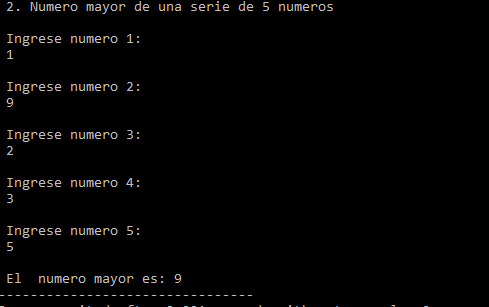 2. Numero mayor de una serie de 5 numeros
Ingrese numero 1:
1
Ingrese numero 2:
9
Ingrese numero 3:
2
Ingrese numero 4:
3
Ingrese numero 5:
5
El  numero mayor es: 9
--------------------------------